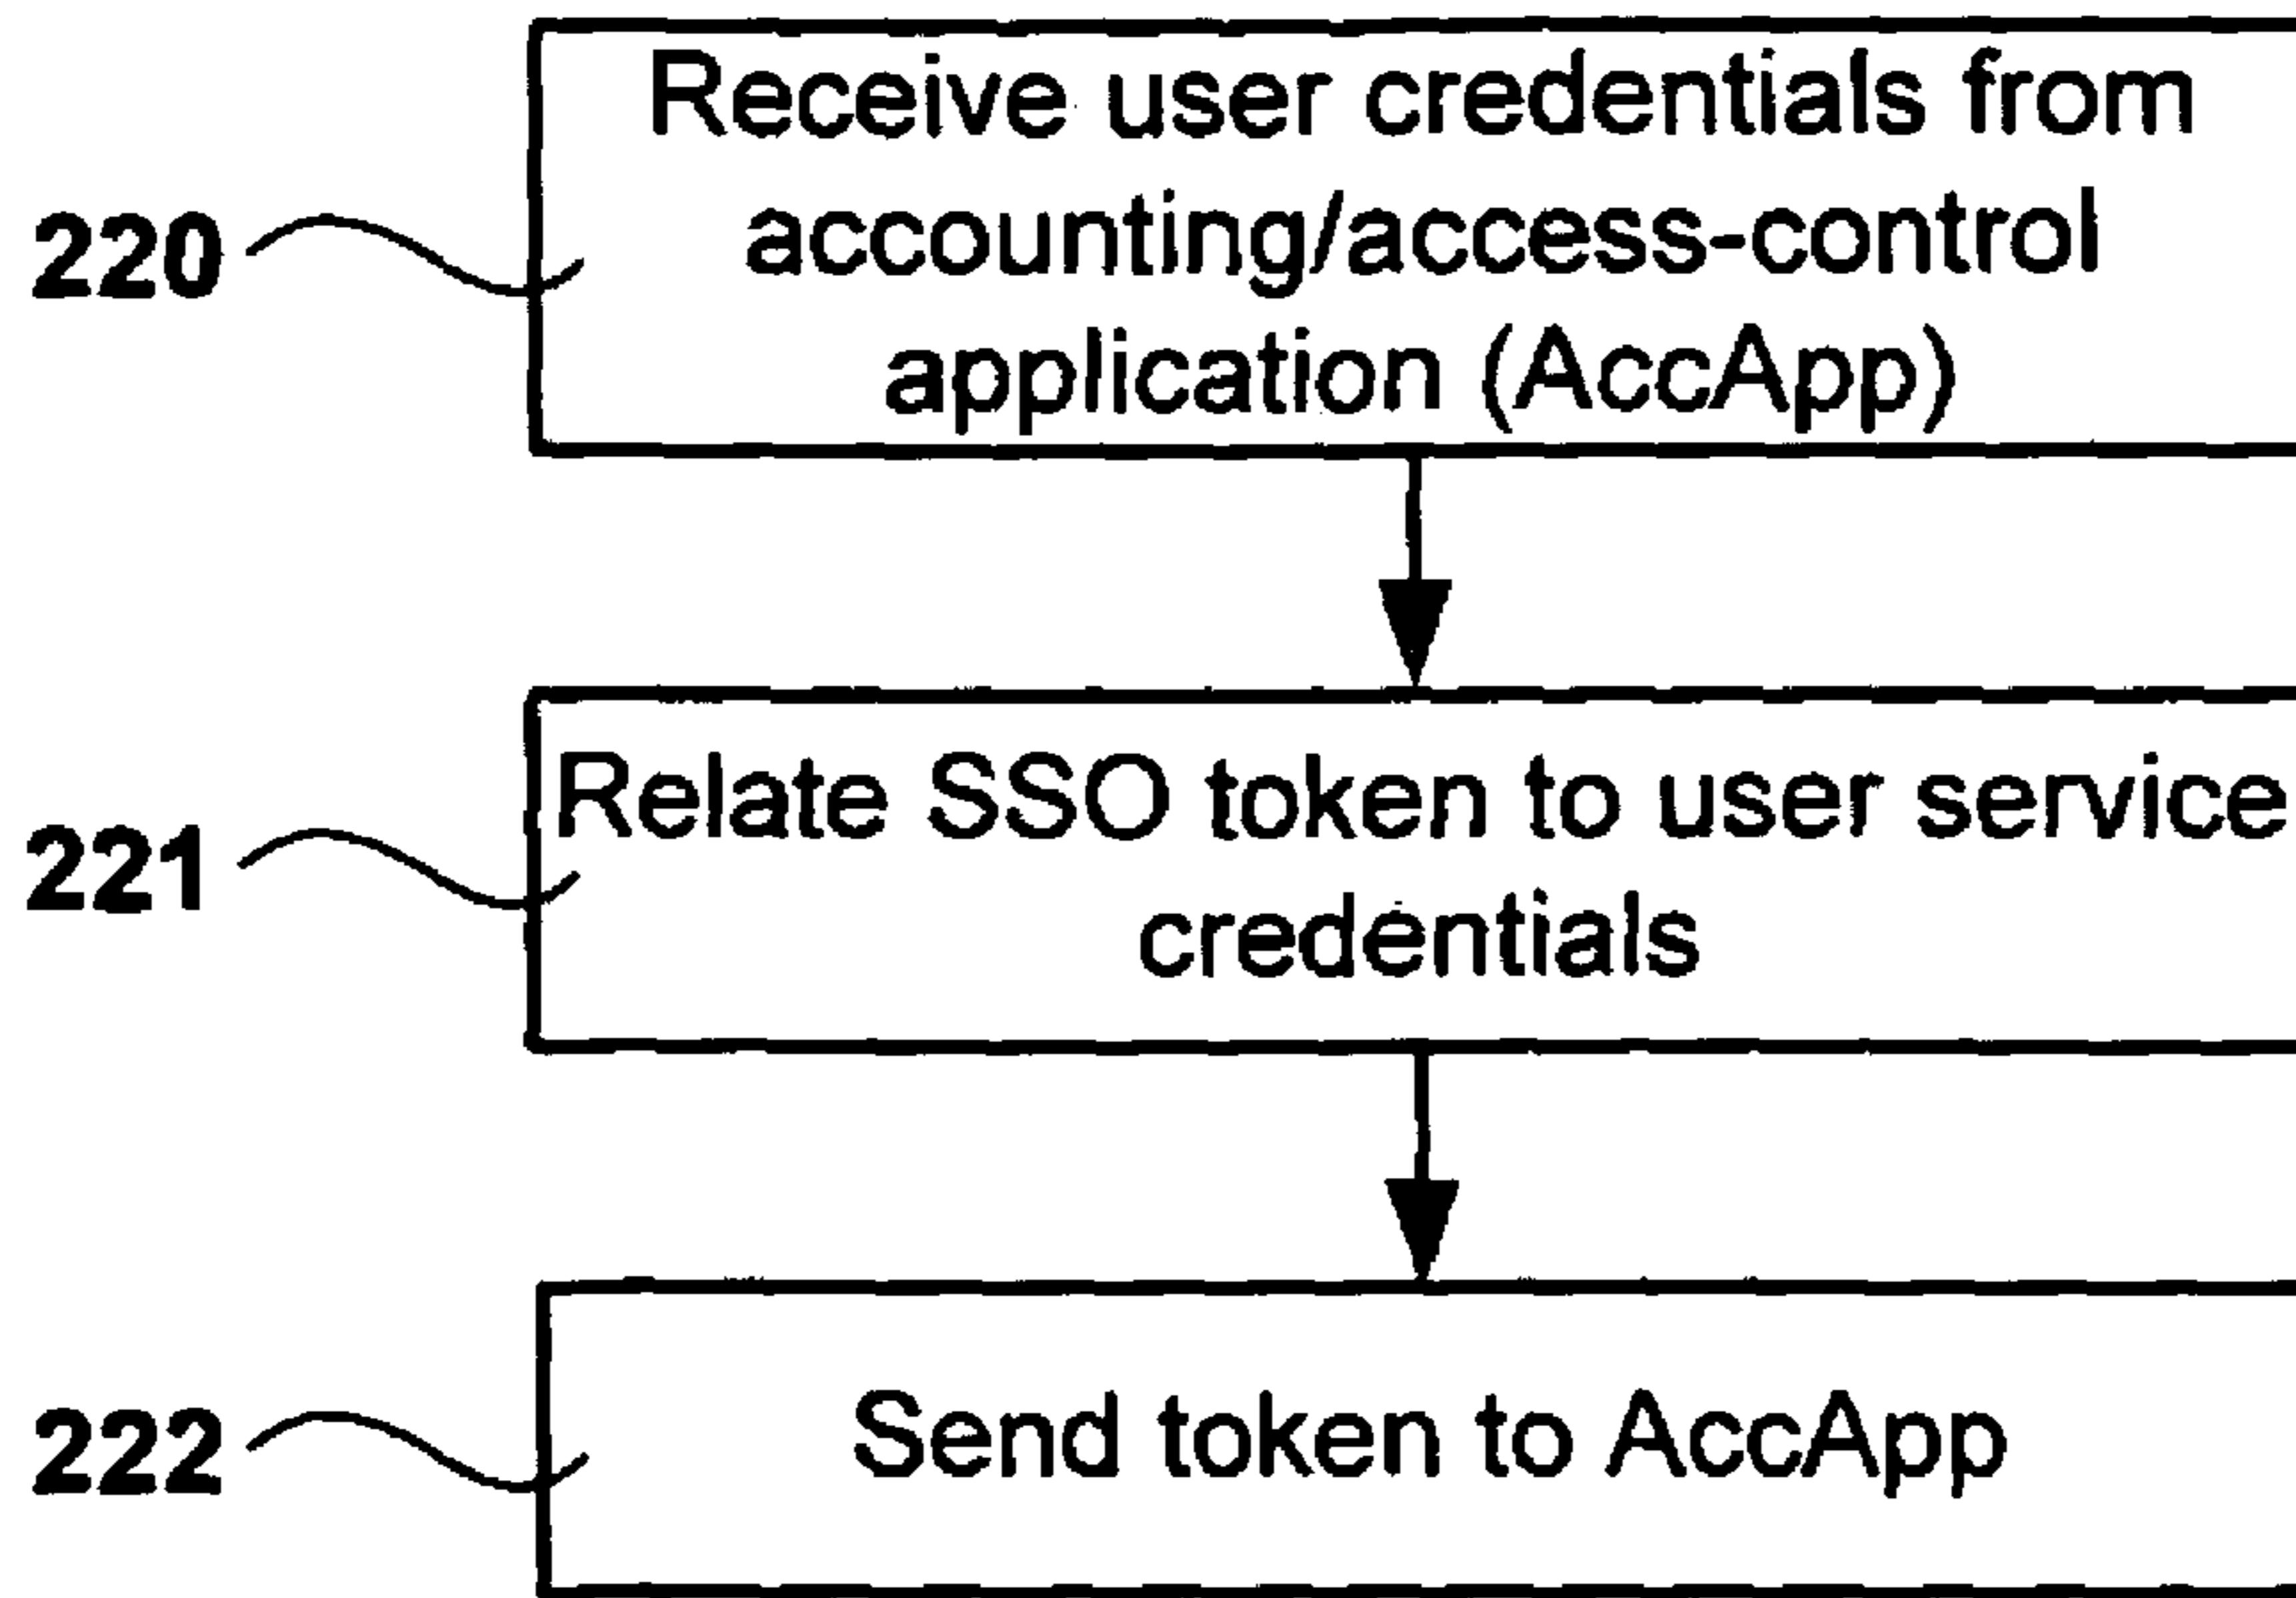 Receive user credentials from
accounting/access-control
220
application (AccApp)
Relate SSO token to user service
221
credentials
222
Send token to AccApp